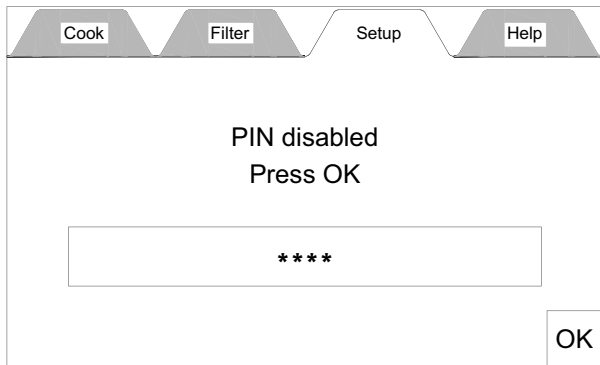 Cook Filter Setup Help
PIN disabled
Press OK
****
OK